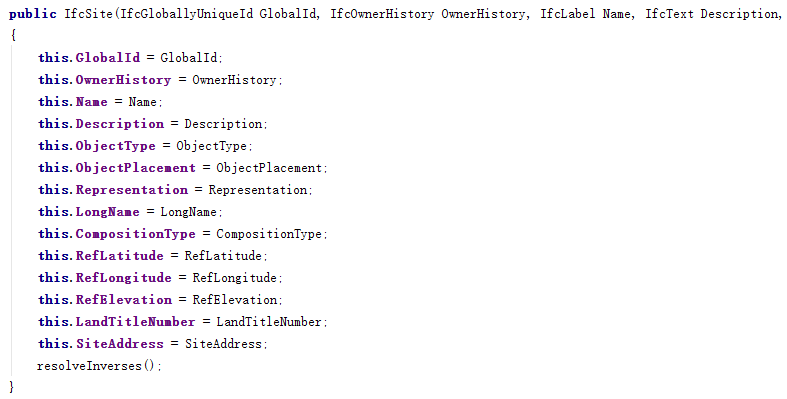 public IfcSite(IfcGloballyUniqueId GlobalId, IfcOwnerHistory OwnerHistory, IfcLabel Name, IfcText Description,
{
this.GlobalId = GlobalId;
this.OwnerHistory = OwnerHistory;
this.Name = Name;
this.Description = Description;
this.ObjectType = ObjectType;
this.ObjectPlacement = ObjectPlacement;
this.Representation = Representation;
this.LongName = LongName;
this.CompositionType = CompositionType;
this.RefLatitude = RefLatitude;
this.RefLongitude = RefLongitude;
this.RefElevation = RefElevation;
this.LandTitleNumber = LandTitleNumber;
this.SiteAddress = SiteAddress;
resolveInverses();
}